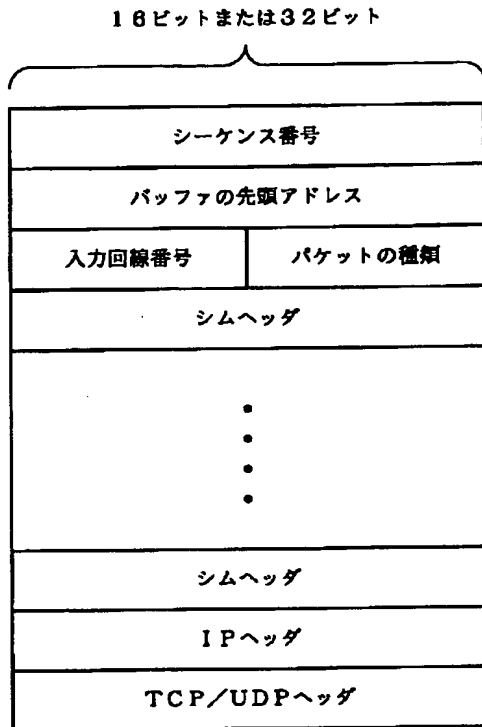 16ビットまたは32ビット
シーケンス番号
バッファの先頭アドレス
入力回線番号 パケットの種類
シムヘッダ
シムヘッダ
IPヘッダ
TCP/UDPヘッダ